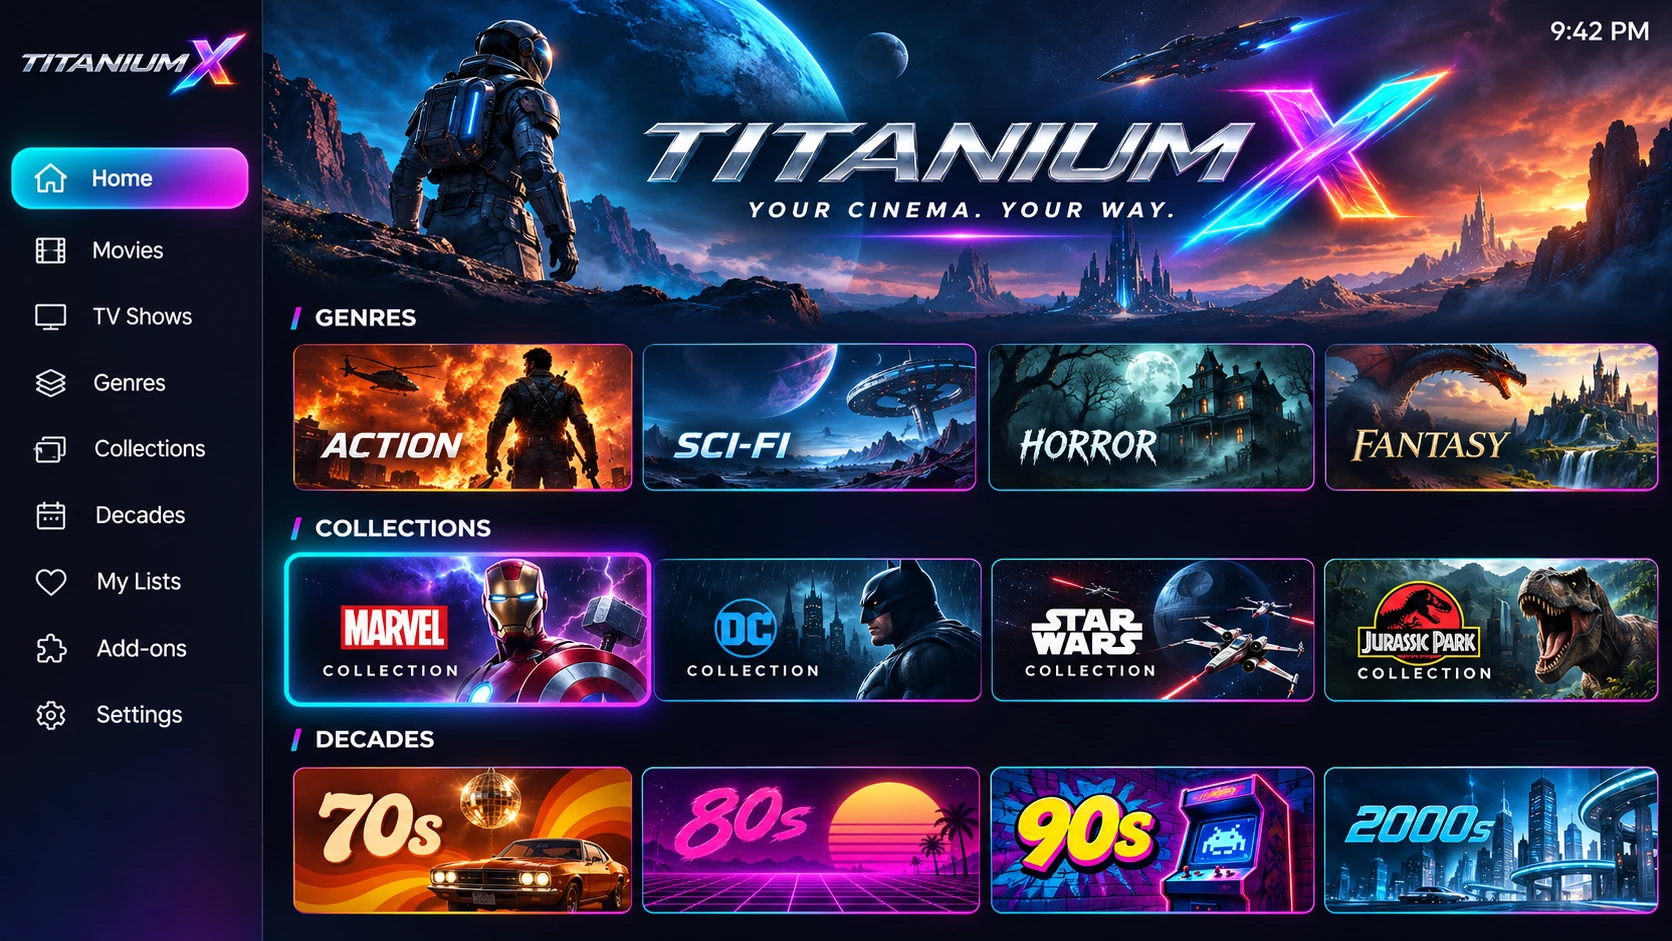 TITANIUM X
9:42 PM
Home
Movies
TV Shows
Genres
Collections
Decades
My Lists
Add-ons
Settings
TITANIUM X
YOUR CINEMA. YOUR WAY.
GENRES
ACTION
SCI-FI
HORROR
FANTASY
COLLECTIONS
MARVEL
COLLECTION
DC
COLLECTION
STAR
WARS
COLLECTION
JURASSIC PARK
COLLECTION
DECADES
70s
80s
90s
2000s